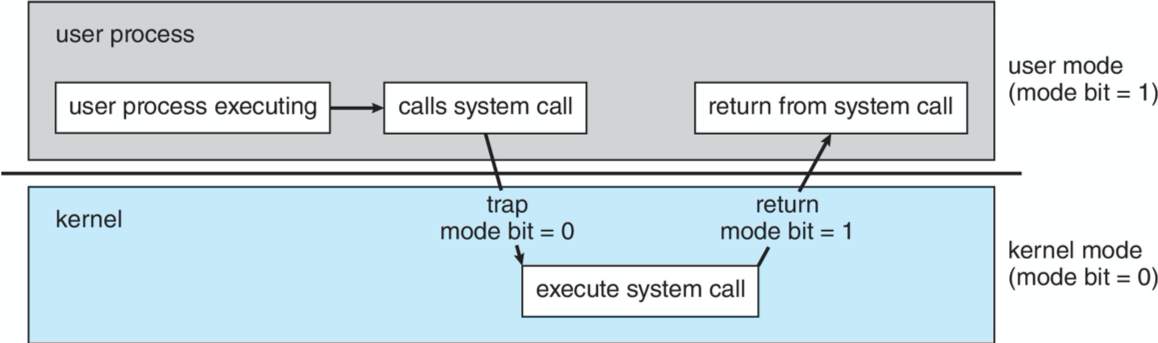 user process
user process executing
calls system call
return from system call
user mode
(mode bit = 1)
kernel
trap
mode bit = 0
return
mode bit = 1
execute system call
kernel mode
(mode bit = 0)